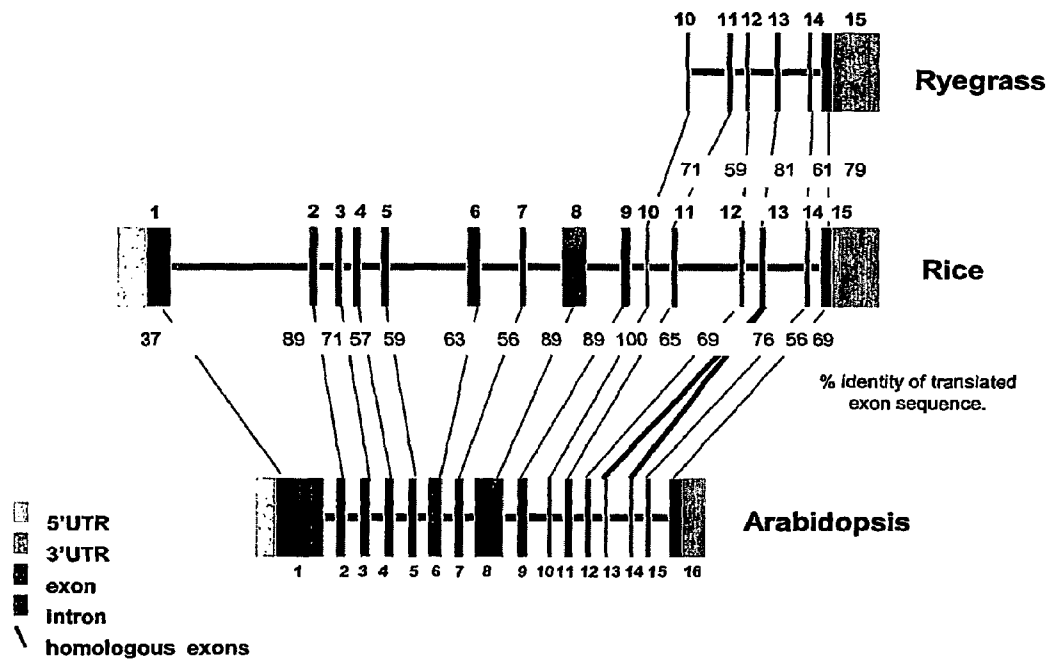 10 11 12 13 14 15
Ryegrass
71 59 81 61 79
1 2 3 4 5 6 7 8 9 10 11 12 13 14 15
Rice
37 89 71 57 59 63 56 89 89 100 65 69 76 56 69
% identity of translated
exon sequence.
Arabidopsis
1 2 3 4 5 6 7 8 9 10 11 12 13 14 15 16
5'UTR
3'UTR
exon
intron
homologous exons